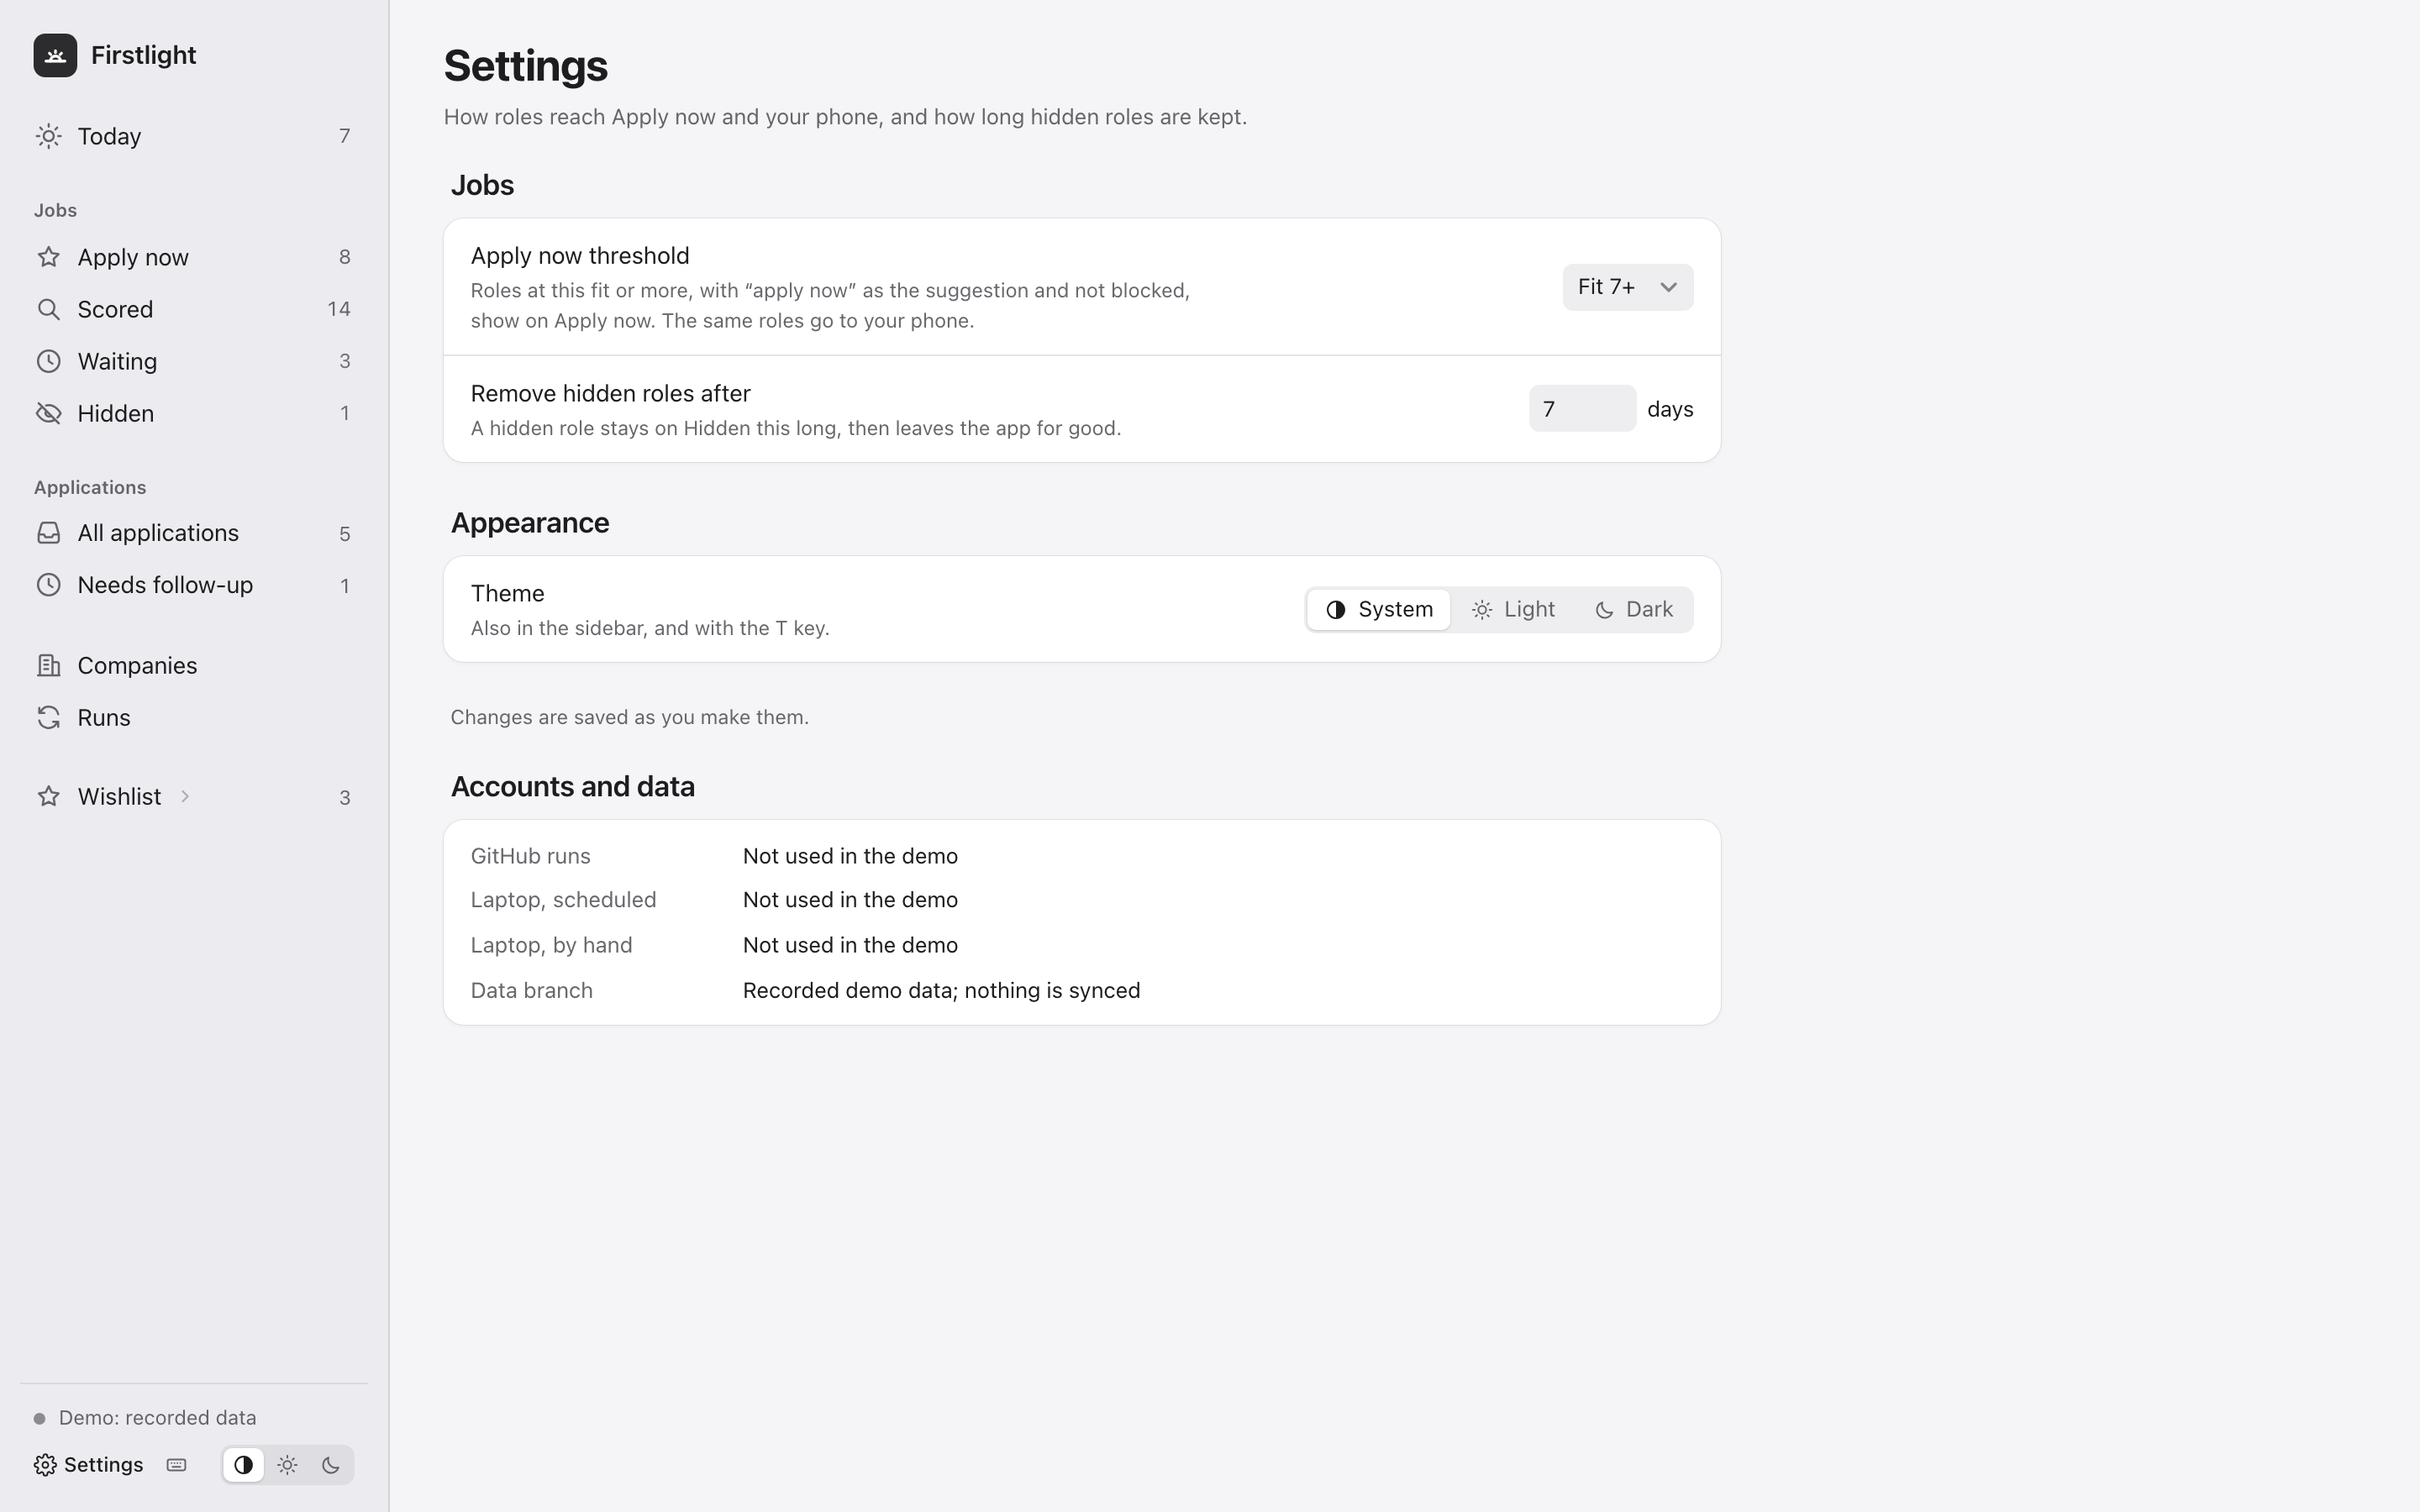 Firstlight
Today 7
Jobs
Apply now 8
Scored 14
Waiting 3
Hidden 1
Applications
All applications 5
Needs follow-up 1
Companies
Runs
Wishlist 3
Demo: recorded data
Settings
Settings
How roles reach Apply now and your phone, and how long hidden roles are kept.
Jobs
Apply now threshold
Roles at this fit or more, with “apply now” as the suggestion and not blocked,
show on Apply now. The same roles go to your phone.
Fit 7+
Remove hidden roles after
A hidden role stays on Hidden this long, then leaves the app for good.
7 days
Appearance
Theme
Also in the sidebar, and with the T key.
System Light Dark
Changes are saved as you make them.
Accounts and data
GitHub runs Not used in the demo
Laptop, scheduled Not used in the demo
Laptop, by hand Not used in the demo
Data branch Recorded demo data; nothing is synced